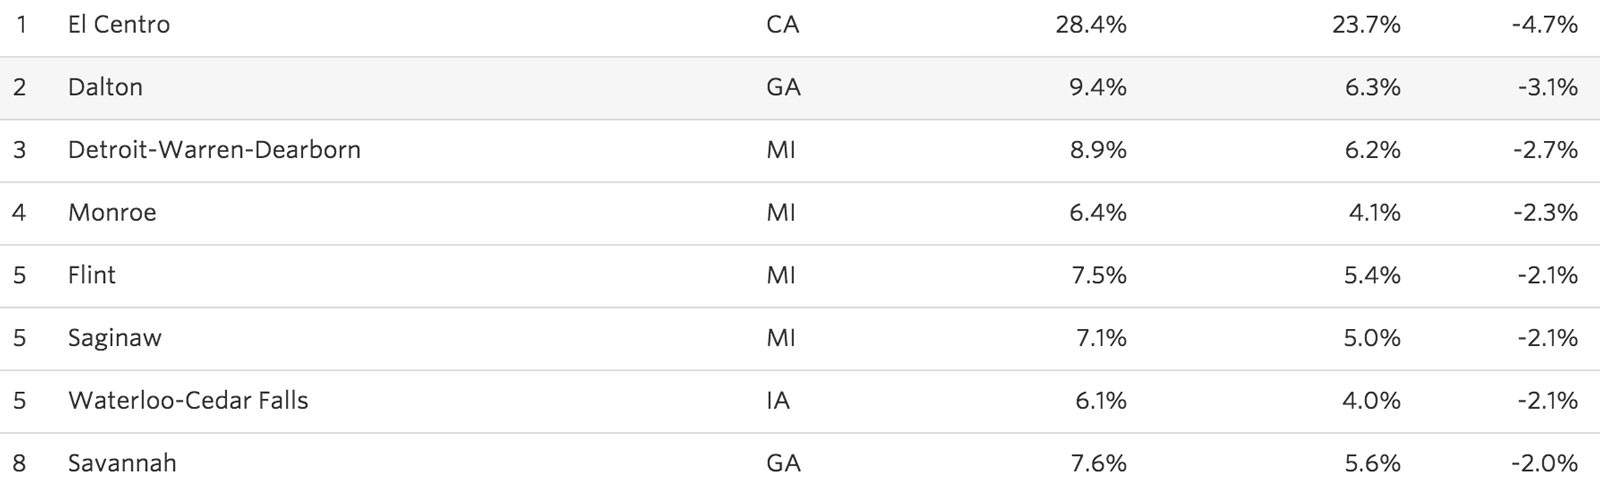 1 El Centro CA 28.4% 23.7% -4.7%
2 Dalton GA 9.4% 6.3% -3.1%
3 Detroit-Warren-Dearborn MI 8.9% 6.2% -2.7%
4 Monroe MI 6.4% 4.1% -2.3%
5 Flint MI 7.5% 5.4% -2.1%
5 Saginaw MI 7.1% 5.0% -2.1%
5 Waterloo-Cedar Falls IA 6.1% 4.0% -2.1%
8 Savannah GA 7.6% 5.6% -2.0%